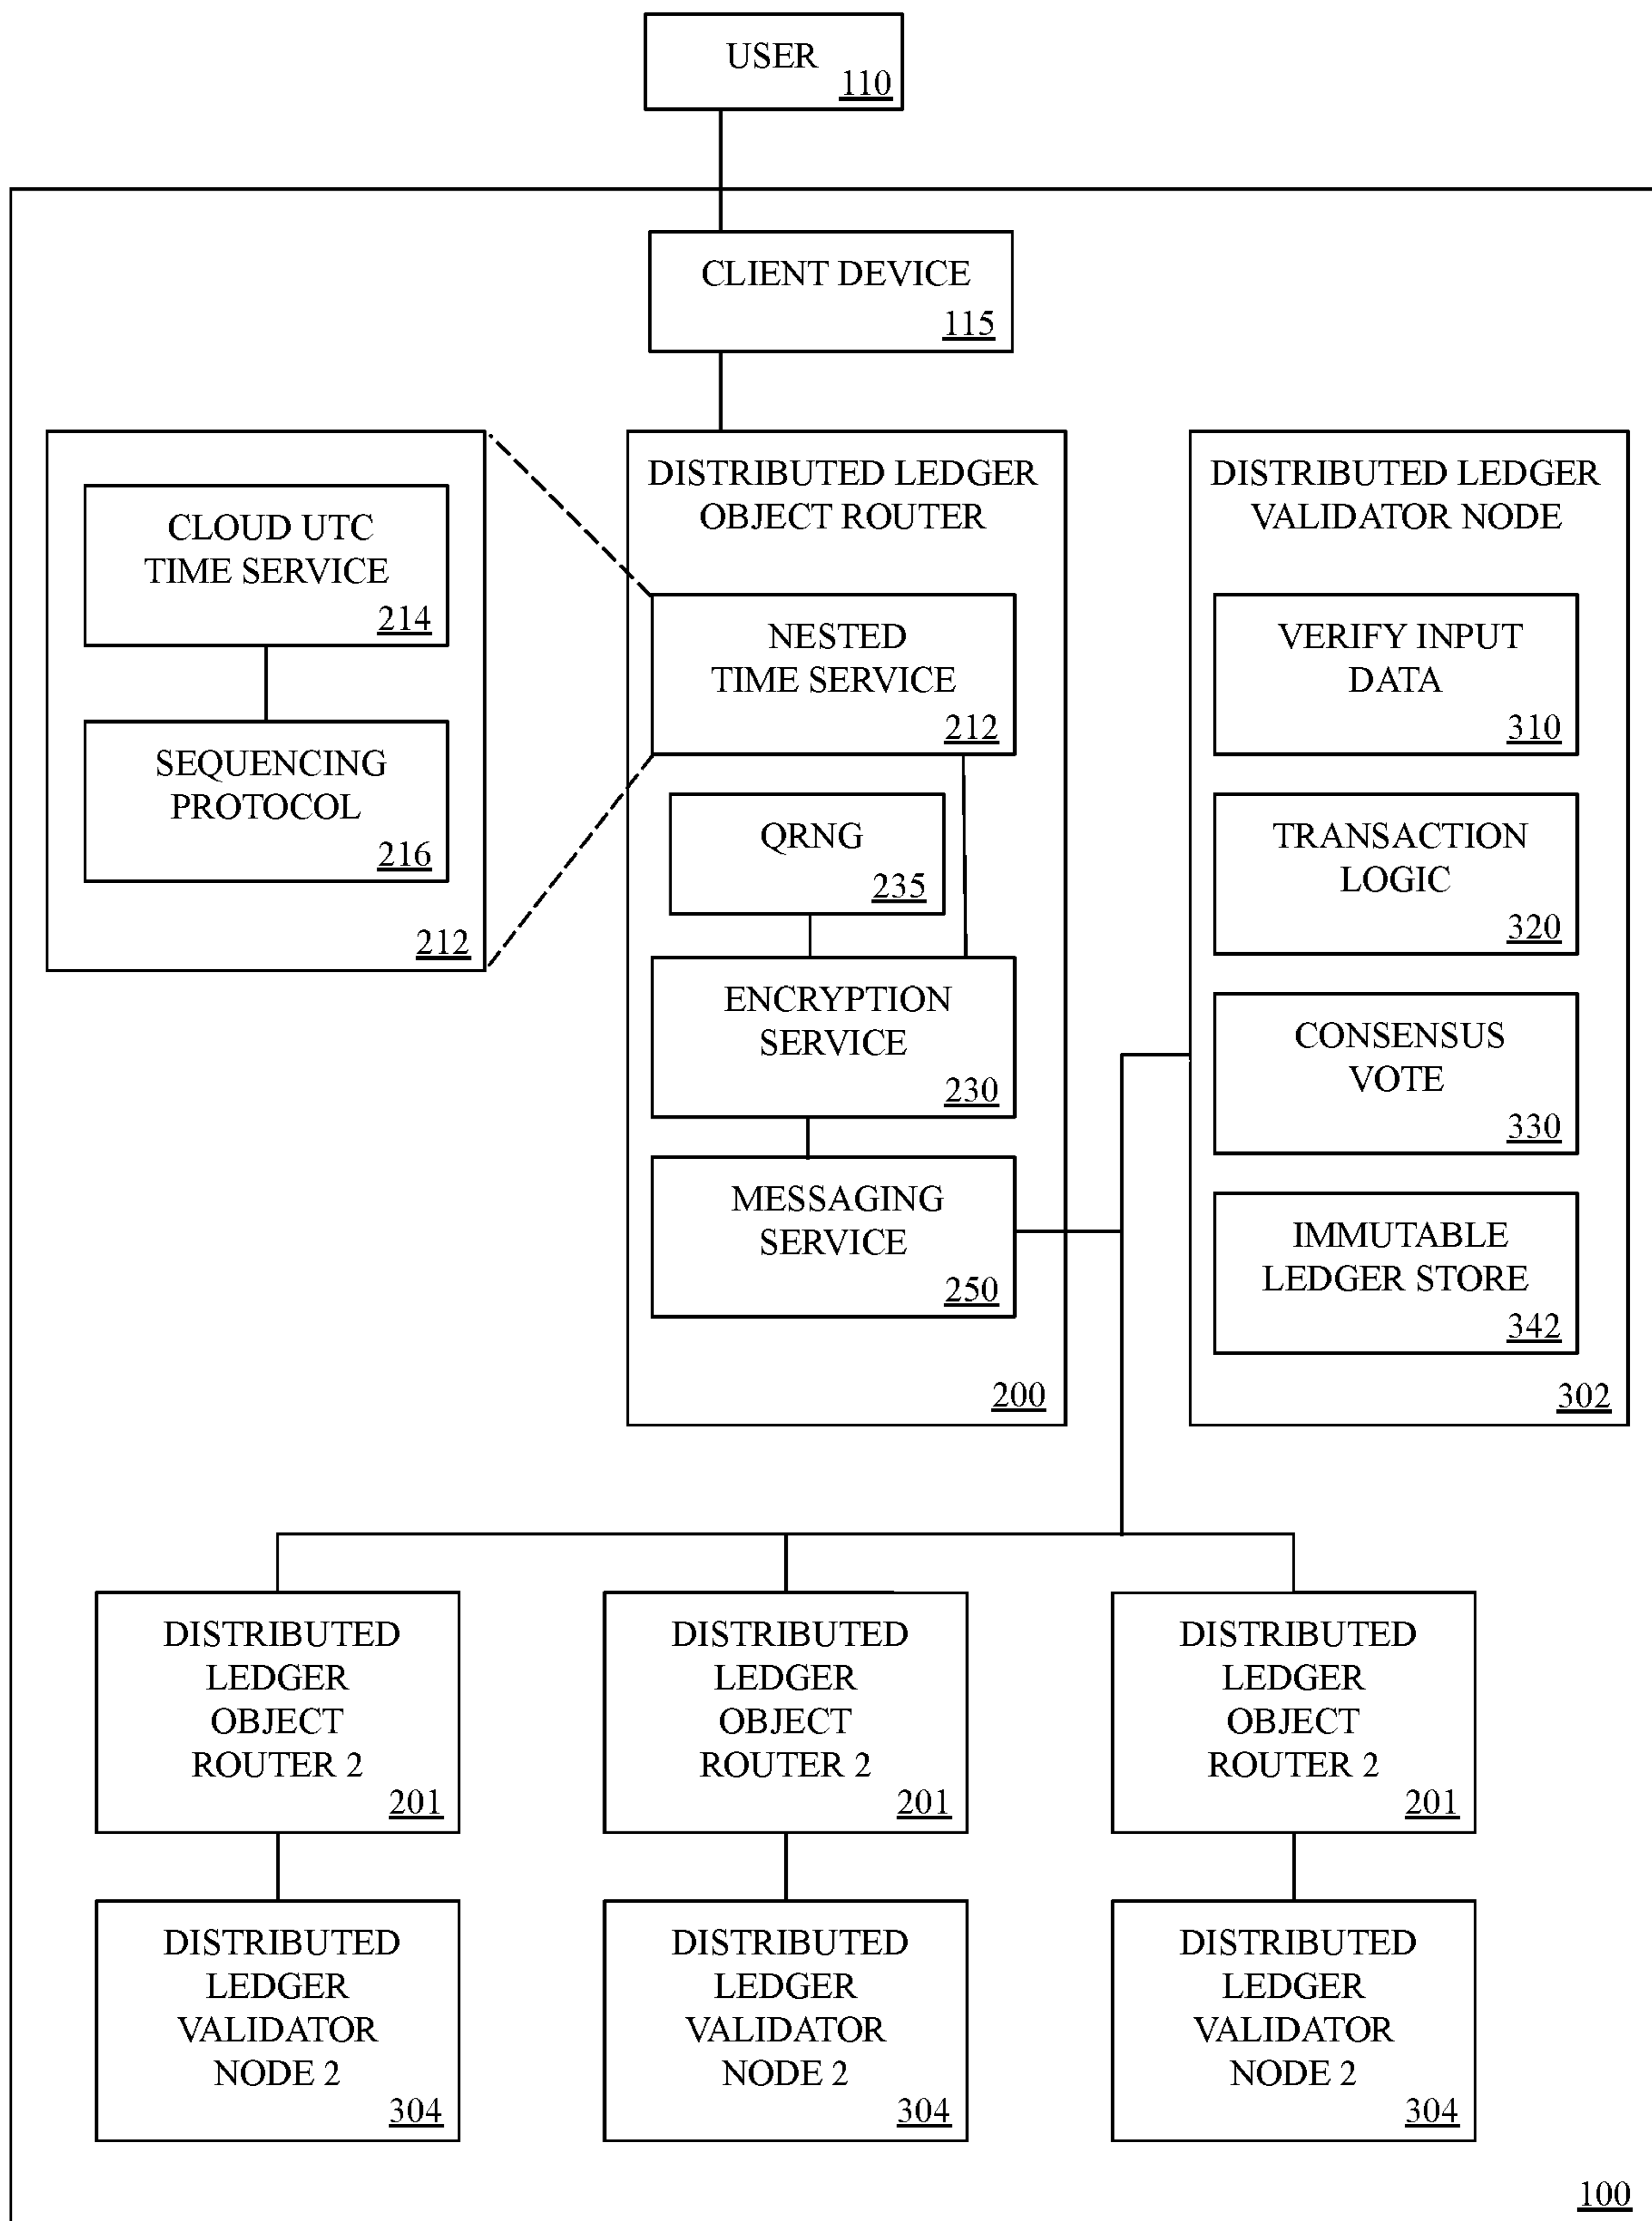 USER
110
CLIENT DEVICE
115
CLOUD UTC
TIME SERVICE
214
SEQUENCING
PROTOCOL
216
212
DISTRIBUTED LEDGER
OBJECT ROUTER
NESTED
TIME SERVICE
212
QRNG
235
ENCRYPTION
SERVICE
230
MESSAGING
SERVICE
250
200
DISTRIBUTED LEDGER
VALIDATOR NODE
VERIFY INPUT
DATA
310
TRANSACTION
LOGIC
320
CONSENSUS
VOTE
330
IMMUTABLE
LEDGER STORE
342
302
DISTRIBUTED
LEDGER
OBJECT
ROUTER 2
201
DISTRIBUTED
LEDGER
OBJECT
ROUTER 2
201
DISTRIBUTED
LEDGER
OBJECT
ROUTER 2
201
DISTRIBUTED
LEDGER
VALIDATOR
NODE 2
304
DISTRIBUTED
LEDGER
VALIDATOR
NODE 2
304
DISTRIBUTED
LEDGER
VALIDATOR
NODE 2
304
100